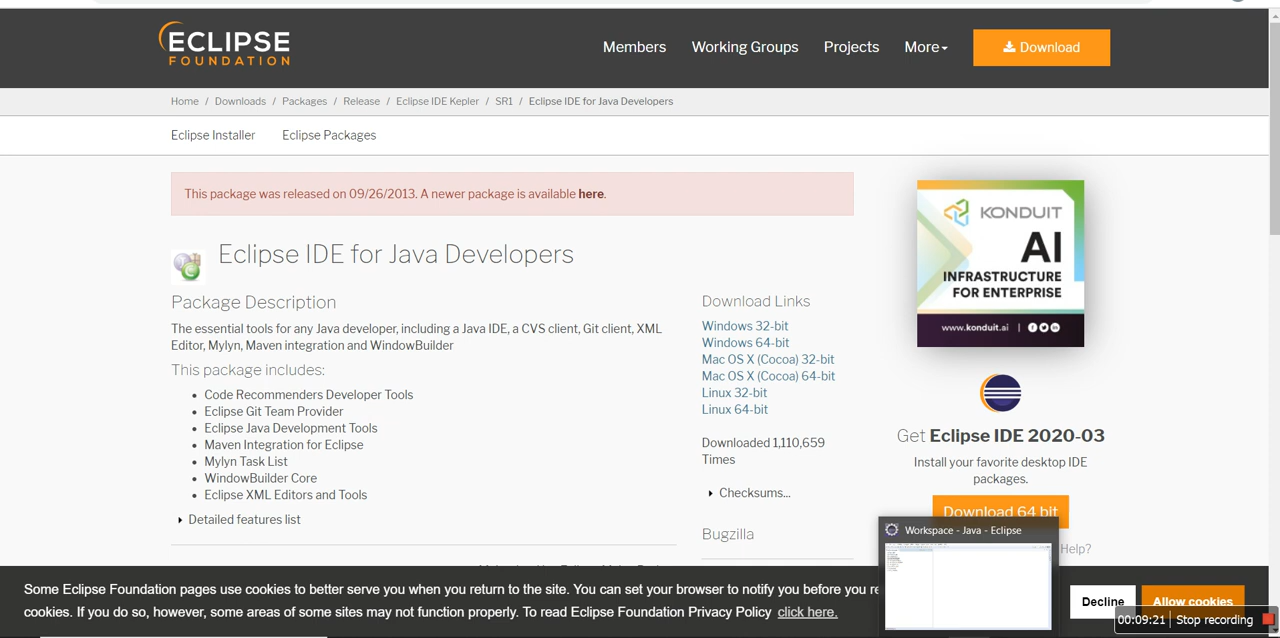 ECLIPSE
FOUNDATION
Members
Working Groups
Projects
More
Download
Home / Downloads / Packages / Release / Eclipse IDE Kepler / SR1 / Eclipse IDE for Java Developers
Eclipse Installer
Eclipse Packages
This package was released on 09/26/2013. A newer package is available here.
Eclipse IDE for Java Developers
Package Description
The essential tools for any Java developer, including a Java IDE, a CVS client, Git client, XML
Editor, Mylyn, Maven integration and WindowBuilder
This package includes:
Code Recommenders Developer Tools
Eclipse Git Team Provider
Eclipse Java Development Tools
Maven Integration for Eclipse
Mylyn Task List
WindowBuilder Core
Eclipse XML Editors and Tools
Detailed features list
Download Links
Windows 32-bit
Windows 64-bit
Mac OS X (Cocoa) 32-bit
Mac OS X (Cocoa) 64-bit
Linux 32-bit
Linux 64-bit
Downloaded 1,110,659
Times
Checksums...
Bugzilla
KONDUIT
AI
INFRASTRUCTURE
FOR ENTERPRISE
www.konduit.ai
Get Eclipse IDE 2020-03
Install your favorite desktop IDE
packages.
Download 64 bit
Help?
Workspace - Java - Eclipse
Some Eclipse Foundation pages use cookies to better serve you when you return to the site. You can set your browser to notify you before you
cookies. If you do so, however, some areas of some sites may not function properly. To read Eclipse Foundation Privacy Policy click here.
Decline
Allow cookies
00:09:21
Stop recording